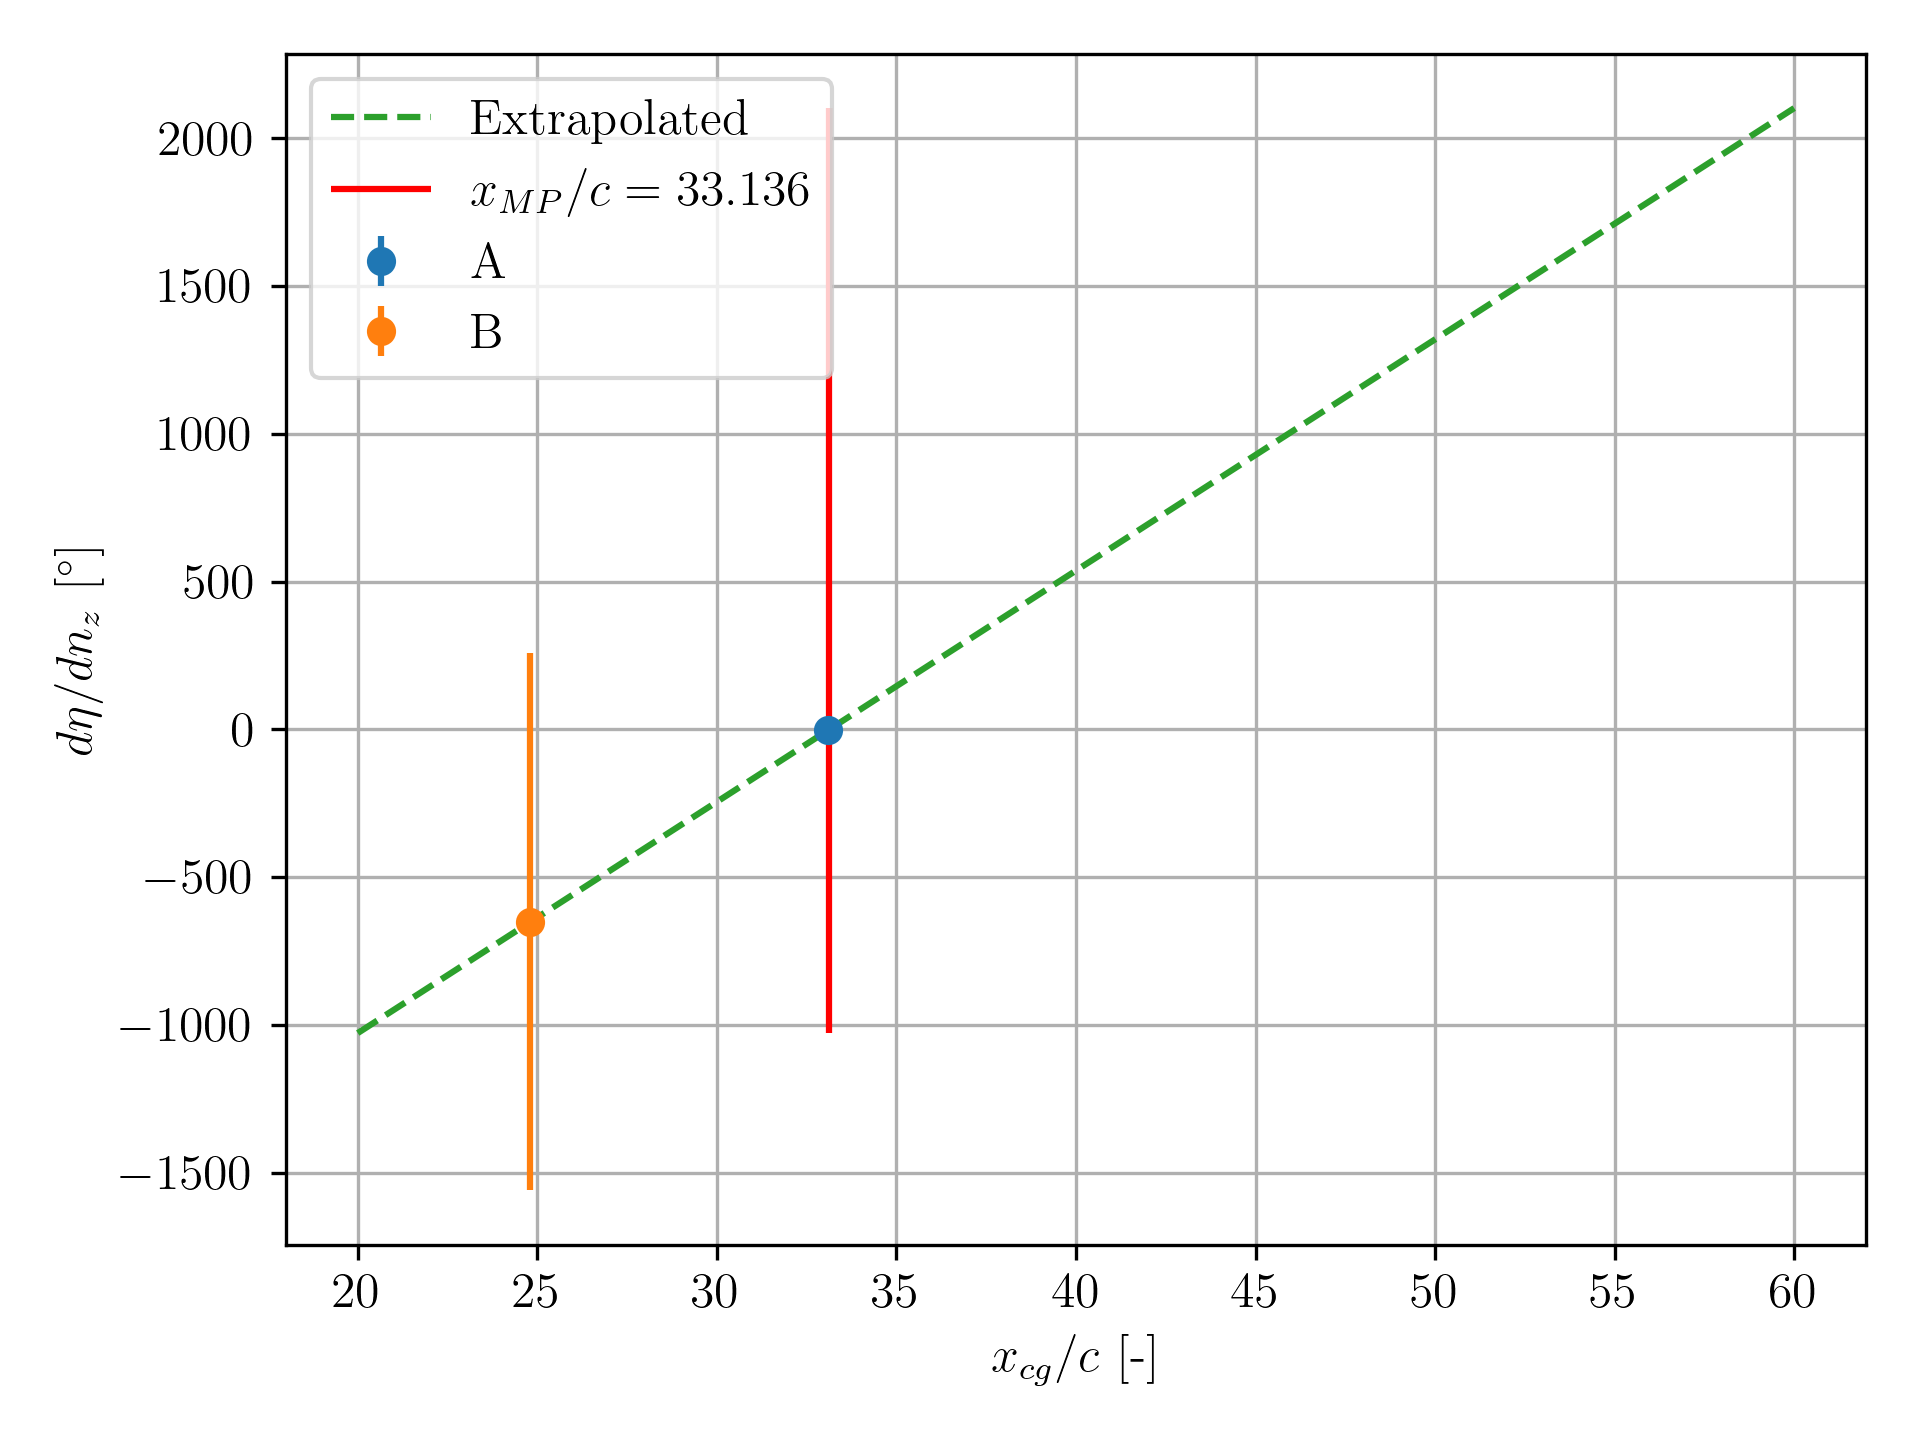 Extrapolated
x_{MP}/c = 33.136
A
B
2000
1500
1000
500
0
−500
−1000
−1500
dη/dn_z [°]
20 25 30 35 40 45 50 55 60
x_{cg}/c [-]